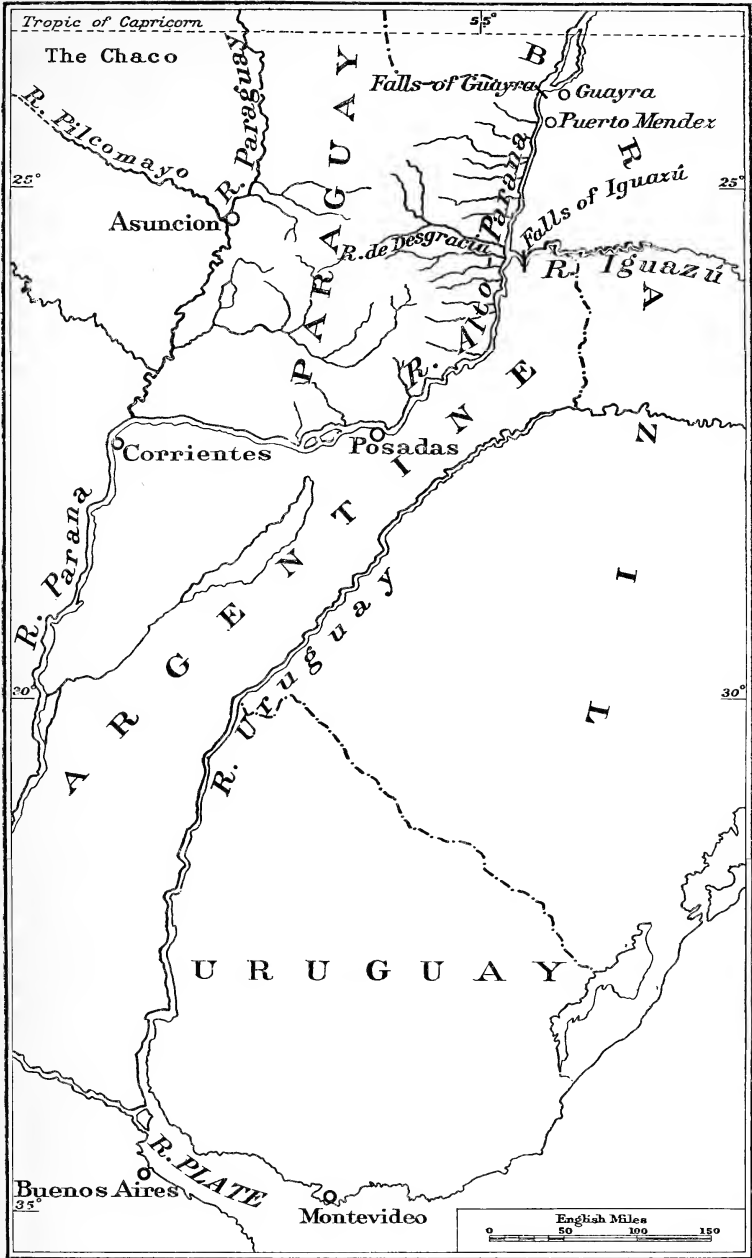 Tropic of Capricorn
55°
The Chaco
R. Paraguay
PARAGUAY
BRAZIL
Falls of Guayra
Guayra
Puerto Mendez
R. Pilcomayo
25°
25°
Asuncion
R. Alto Parana
Falls of Iguazú
R. de Desgracia
R. Iguazú
Corrientes
Posadas
R. Parana
ARGENTINE
R. Uruguay
30°
30°
URUGUAY
R. PLATE
Buenos Aires
Montevideo
35°
English Miles
0 50 100 150